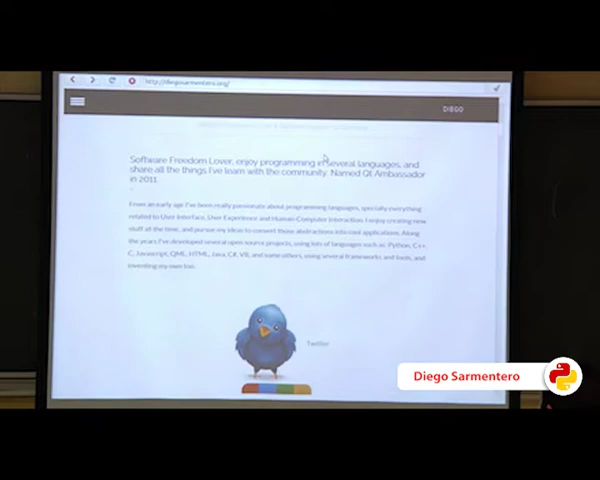 http://diegosarmentero.org/
DIEGO
Software Freedom Lover, enjoy programming in several languages, and
share all the things I've learn with the community. Named Qt Ambassador
in 2011.
From an early age I've been really passionate about programming languages, specially everything
related to User Interface, User Experience and Human-Computer Interaction. I enjoy creating new
stuff all the time, and pursue my ideas to convert those abstractions into cool applications. Along
the years I've developed several open source projects, using lots of languages such as: Python, C++,
C, Javascript, QML, HTML, Java, C#, VB, and some others, using several frameworks and tools, and
inventing my own too.
Twitter
Diego Sarmentero